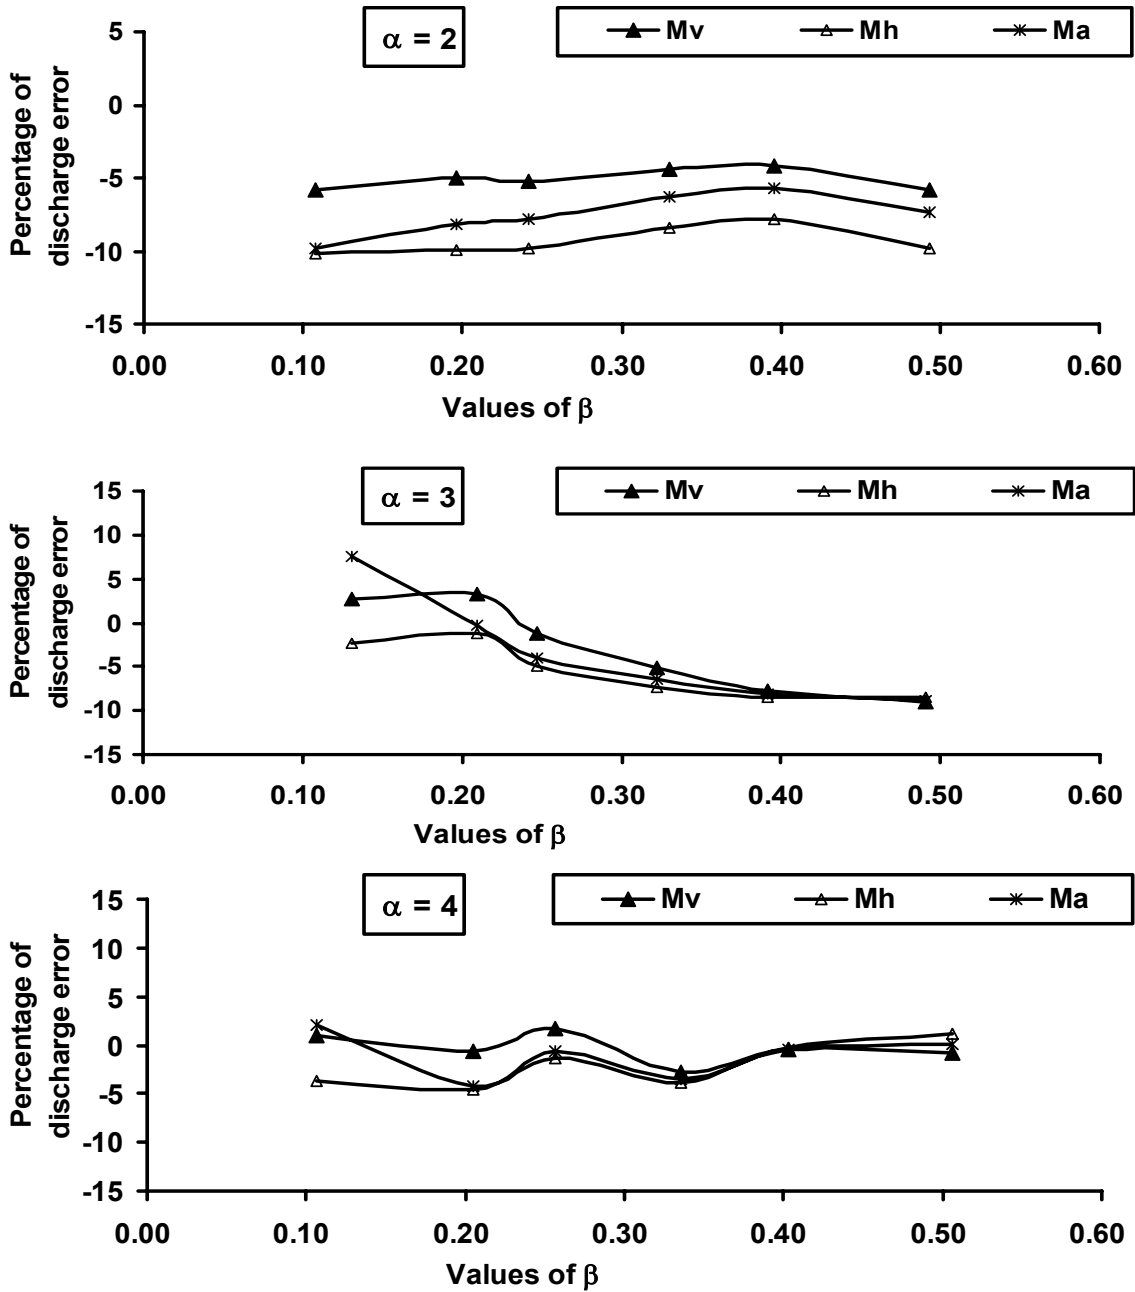 α = 2
Mv Mh Ma
Percentage of
discharge error
5
0
-5
-10
-15
0.00 0.10 0.20 0.30 0.40 0.50 0.60
Values of β
α = 3
Mv Mh Ma
Percentage of
discharge error
15
10
5
0
-5
-10
-15
0.00 0.10 0.20 0.30 0.40 0.50 0.60
Values of β
α = 4
Mv Mh Ma
Percentage of
discharge error
15
10
5
0
-5
-10
-15
0.00 0.10 0.20 0.30 0.40 0.50 0.60
Values of β